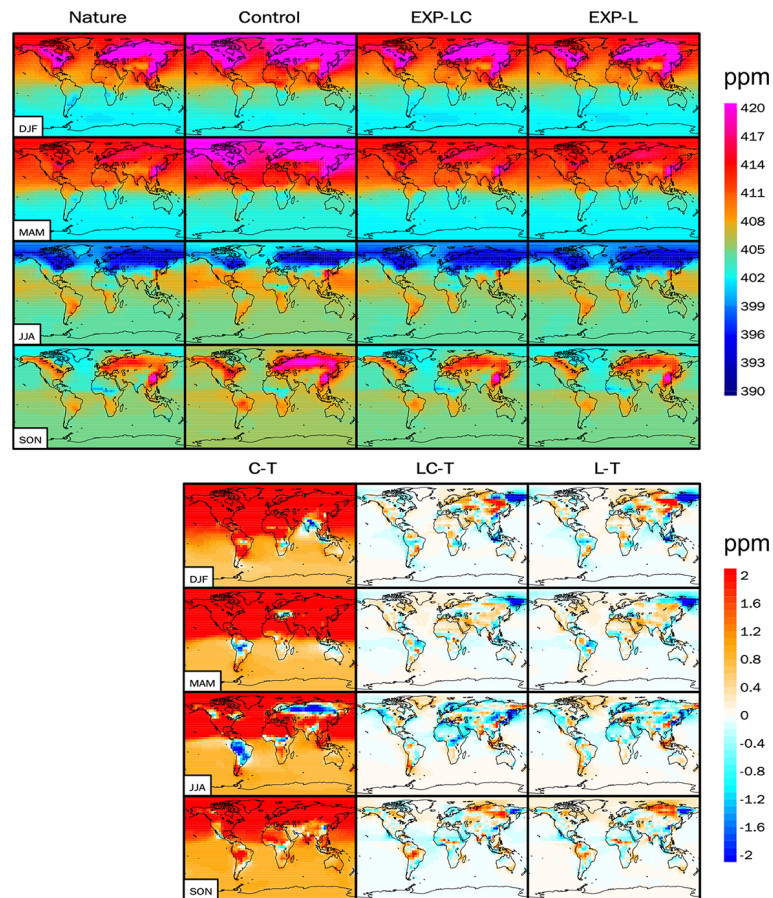 Nature Control EXP-LC EXP-L
ppm
DJF
MAM
JJA
SON
420
417
414
411
408
405
402
399
396
393
390
C-T LC-T L-T
ppm
DJF
MAM
JJA
SON
2
1.6
1.2
0.8
0.4
0
-0.4
-0.8
-1.2
-1.6
-2